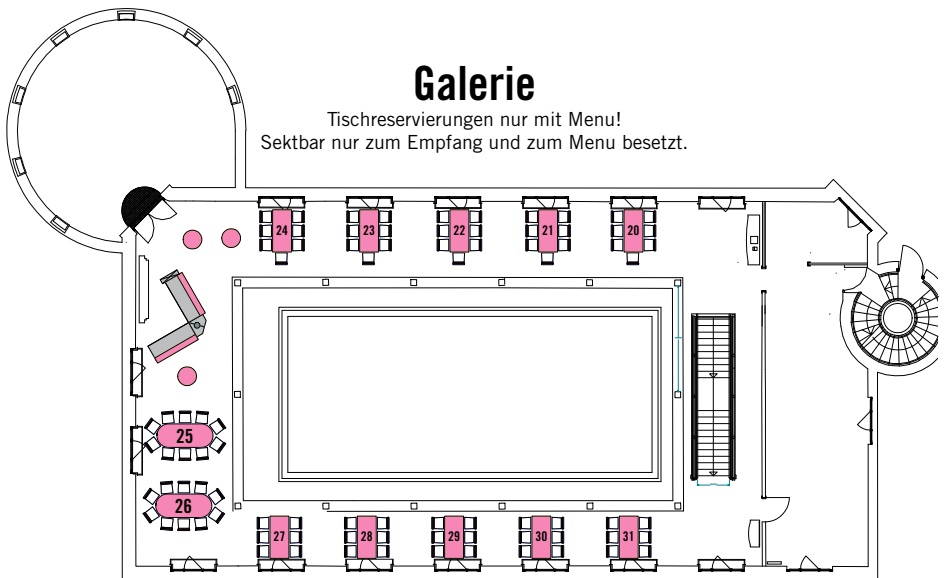 Galerie
Tischreservierungen nur mit Menu!
Sektbar nur zum Empfang und zum Menu besetzt.
24 23 22 21 20
25
26
27 28 29 30 31